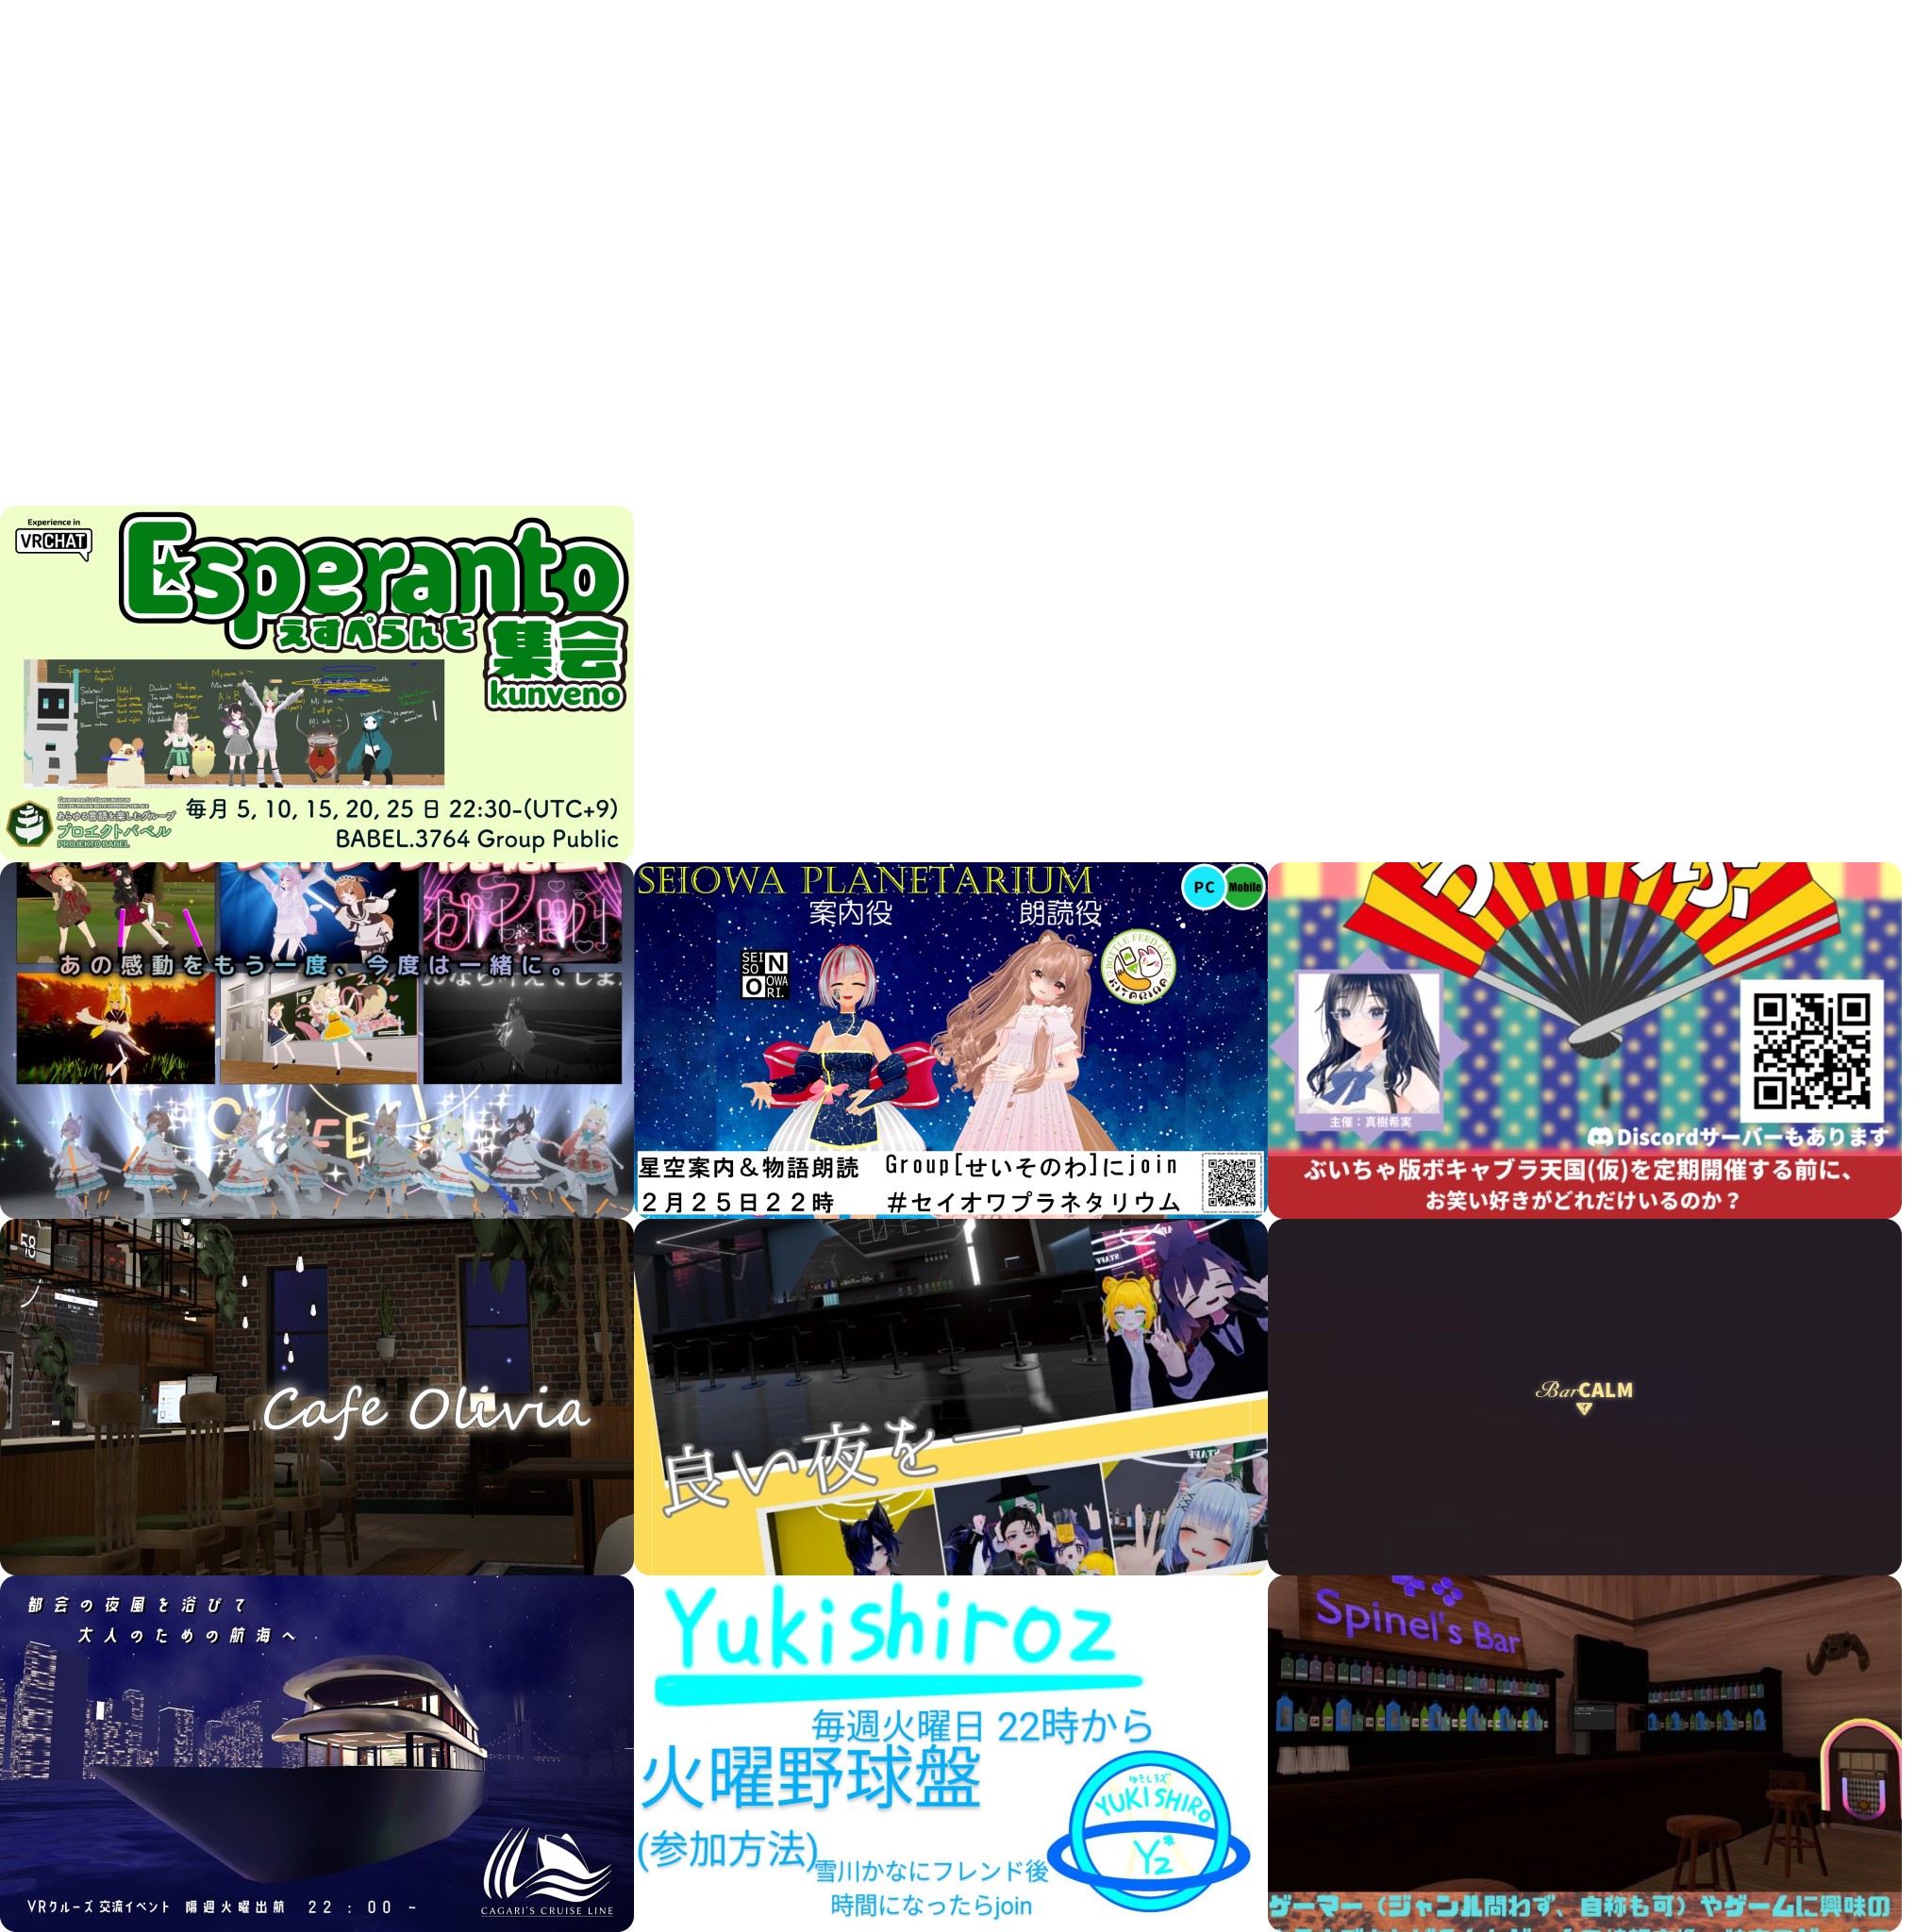 Experience in
VRCHAT
Esperanto
えすぺらんと
集会
kunveno
あらゆる言語を楽しむグループ
プロエクトバベル
PROJEKTO BABEL
毎月 5, 10, 15, 20, 25 日 22:30-(UTC+9)
BABEL.3764 Group Public
あの感動をもう一度、今度は一緒に。
SEIOWA PLANETARIUM
PC
Mobile
案内役
朗読役
SEI
SO
N
O
OWA
RI.
BOTTLE FEED CAFE
KITARIGA
星空案内＆物語朗読
Group[せいそのわ]にjoin
２月２５日２２時
＃セイオワプラネタリウム
主催：真樹希実
Discordサーバーもあります
ぶいちゃ版ボキャブラ天国(仮)を定期開催する前に、
お笑い好きがどれだけいるのか？
58
Cafe Olivia
良い夜を―
Bar CALM
都会の夜風を浴びて
大人のための航海へ
VRクルーズ 交流イベント 隔週火曜出航 22:00 ~
CAGARI'S CRUISE LINE
Yukishiroz
毎週火曜日 22時から
火曜野球盤
(参加方法)
雪川かなにフレンド後
時間になったらjoin
ゆきしろズ
YUKISHIRO
Yz
Spinel's Bar
ゲーマー（ジャンル問わず、自称も可）やゲームに興味の